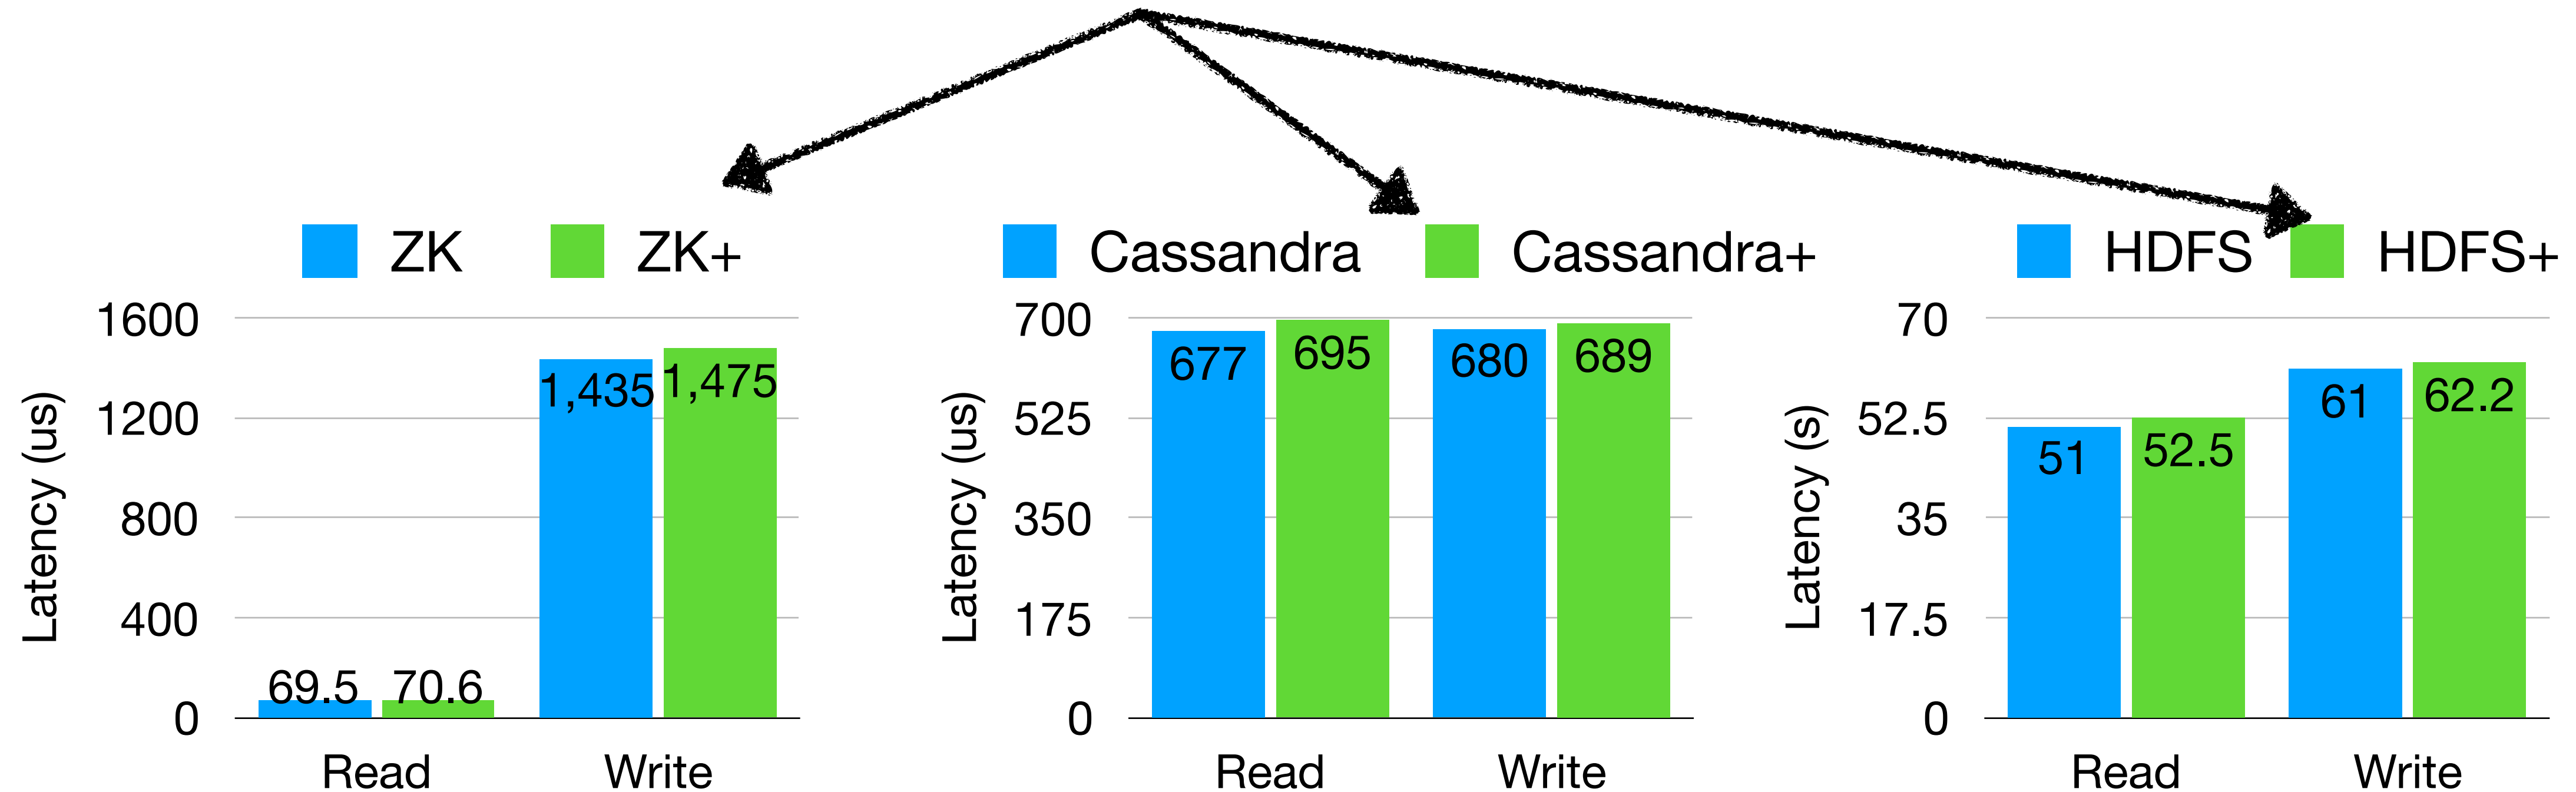 ZK ZK+
1600
1200
800
400
0
Latency (us)
69.5 70.6 1,435 1,475
Read Write
Cassandra Cassandra+
700
525
350
175
0
Latency (us)
677 695 680 689
Read Write
HDFS HDFS+
70
52.5
35
17.5
0
Latency (s)
51 52.5 61 62.2
Read Write